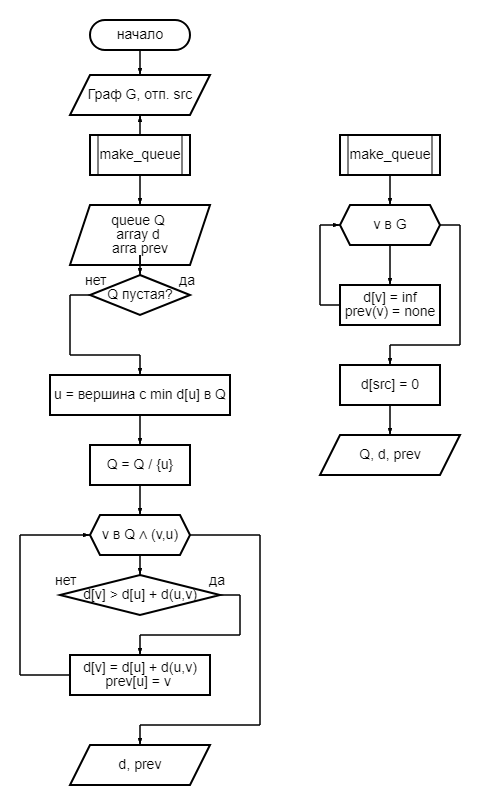 начало
Граф G, отп. src
make_queue
queue Q
array d
arra prev
нет
да
Q пустая?
u = вершина с min d[u] в Q
Q = Q / {u}
v в Q ∧ (v,u)
нет
да
d[v] > d[u] + d(u,v)
d[v] = d[u] + d(u,v)
prev[u] = v
d, prev
make_queue
v в G
d[v] = inf
prev(v) = none
d[src] = 0
Q, d, prev